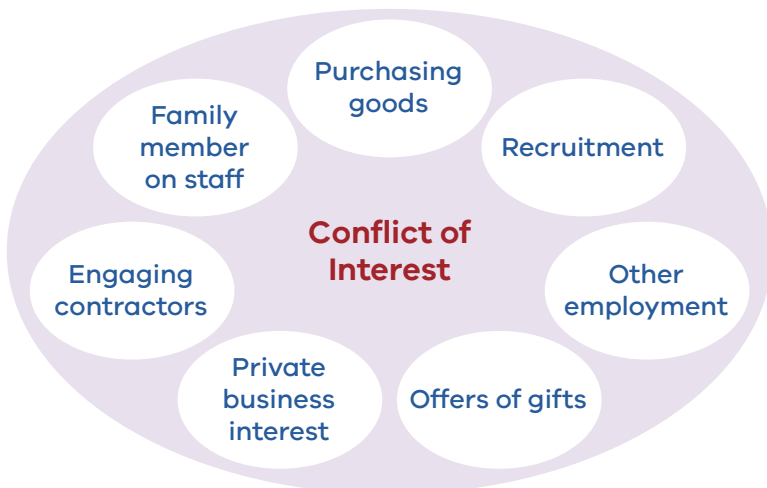 Purchasing
goods
Family
member
on staff
Recruitment
Conflict of
Interest
Engaging
contractors
Other
employment
Private
business
interest
Offers of gifts